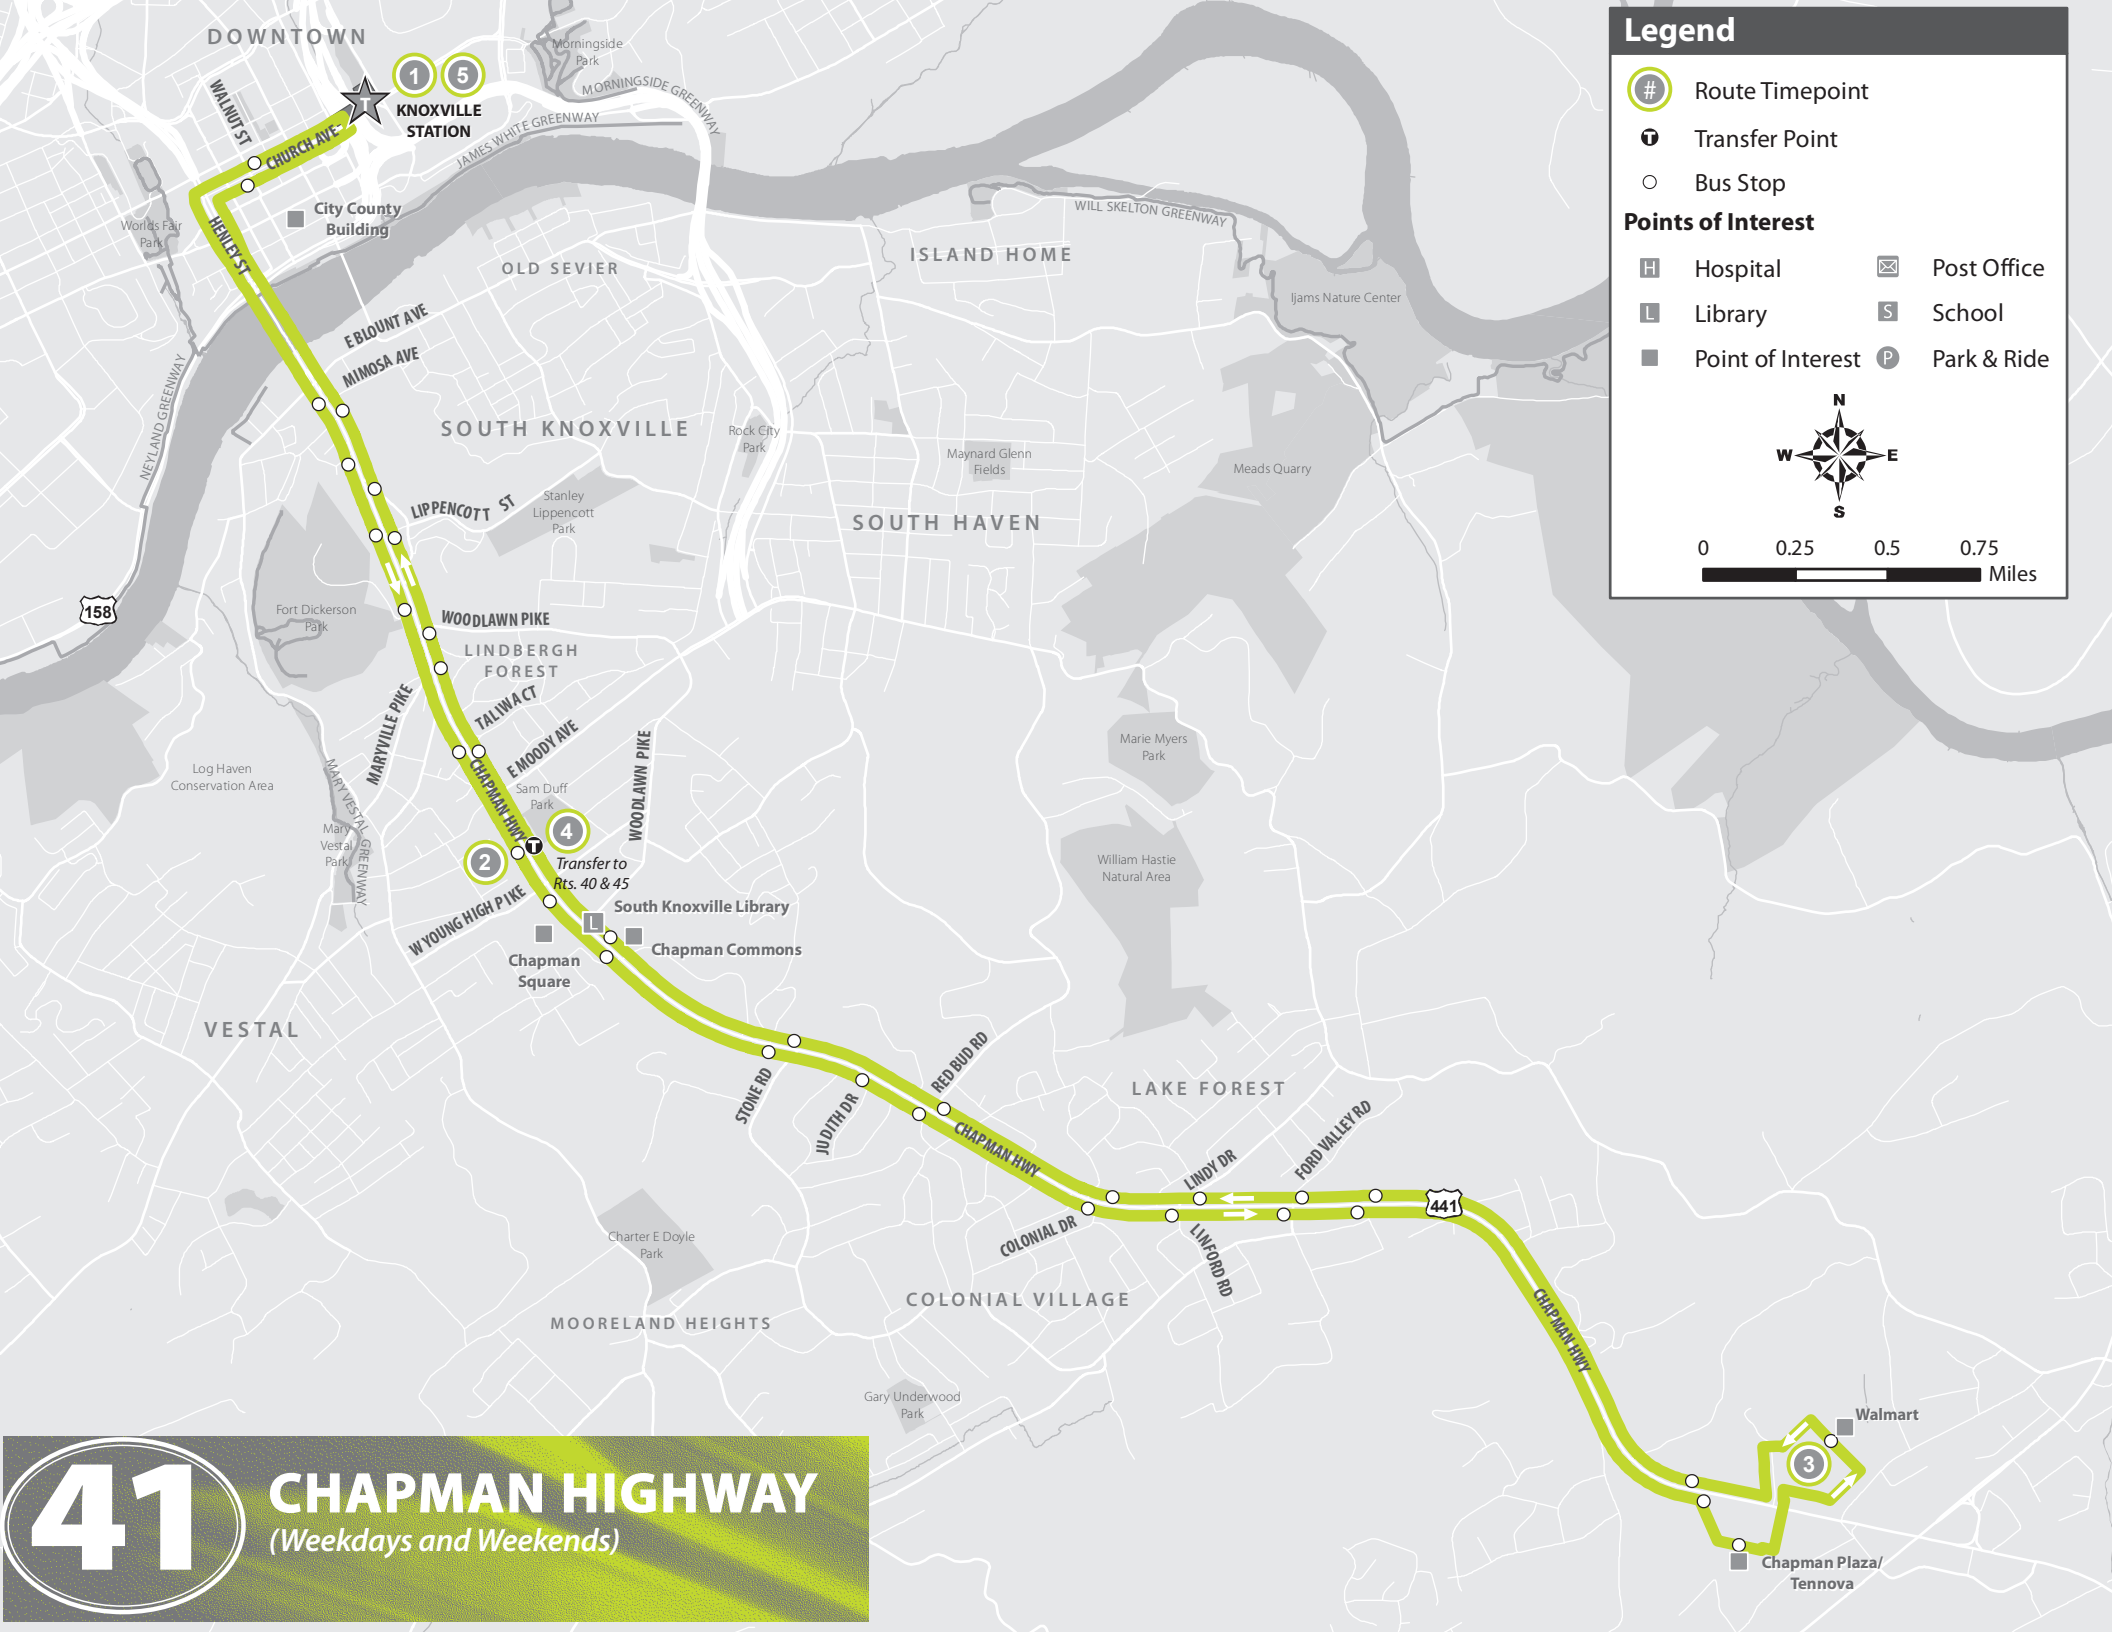 DOWNTOWN
1
5
KNOXVILLE
STATION
T
WALNUT ST
CHURCH AVE
Morningside
Park
MORNINGSIDE GREENWAY
JAMES WHITE GREENWAY
City County
Building
Worlds Fair
Park
HENLEY ST
OLD SEVIER
ISLAND HOME
WILL SKELTON GREENWAY
Ijams Nature Center
E BLOUNT AVE
MIMOSA AVE
NEYLAND GREENWAY
SOUTH KNOXVILLE
Rock City
Park
Maynard Glenn
Fields
Meads Quarry
LIPPENCOTT ST
Stanley
Lippencott
Park
SOUTH HAVEN
158
Fort Dickerson
Park
WOODLAWN PIKE
LINDBERGH
FOREST
MARYVILLE PIKE
TALIWA CT
E MOODY AVE
WOODLAWN PIKE
CHAPMAN HWY
Sam Duff
Park
Log Haven
Conservation Area
MARY VESTAL GREENWAY
Mary
Vestal
Park
Marie Myers
Park
William Hastie
Natural Area
2
4
T
Transfer to
Rts. 40 & 45
W YOUNG HIGH PIKE
L
South Knoxville Library
Chapman Commons
Chapman
Square
VESTAL
STONE RD
JUDITH DR
RED BUD RD
CHAPMAN HWY
LAKE FOREST
LINDY DR
FORD VALLEY RD
COLONIAL DR
LINFORD RD
441
CHAPMAN HWY
Charter E Doyle
Park
COLONIAL VILLAGE
MOORELAND HEIGHTS
Gary Underwood
Park
Walmart
3
Chapman Plaza/
Tennova
41
CHAPMAN HIGHWAY
(Weekdays and Weekends)
Legend
# Route Timepoint
T Transfer Point
Bus Stop
Points of Interest
H Hospital
Post Office
L Library
S School
Point of Interest
P Park & Ride
N
W E
S
0 0.25 0.5 0.75
Miles